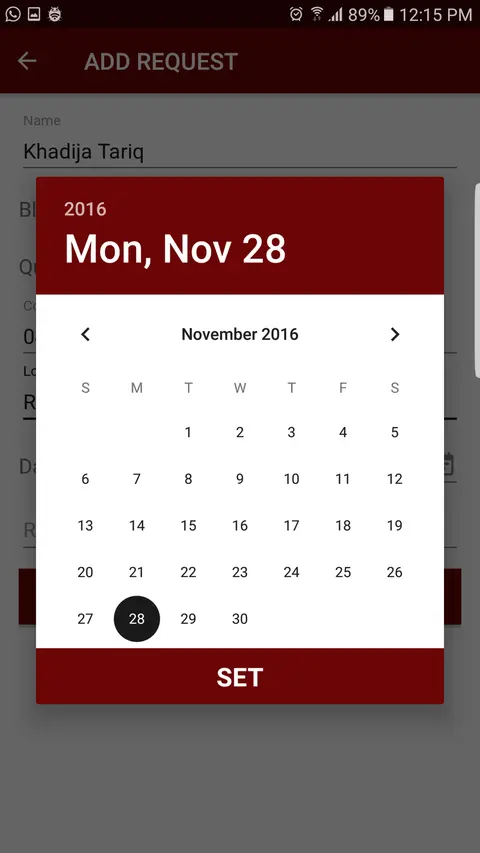 89% 12:15 PM
ADD REQUEST
Name
Khadija Tariq
2016
Mon, Nov 28
November 2016
S M T W T F S
1 2 3 4 5
6 7 8 9 10 11 12
13 14 15 16 17 18 19
20 21 22 23 24 25 26
27 28 29 30
SET